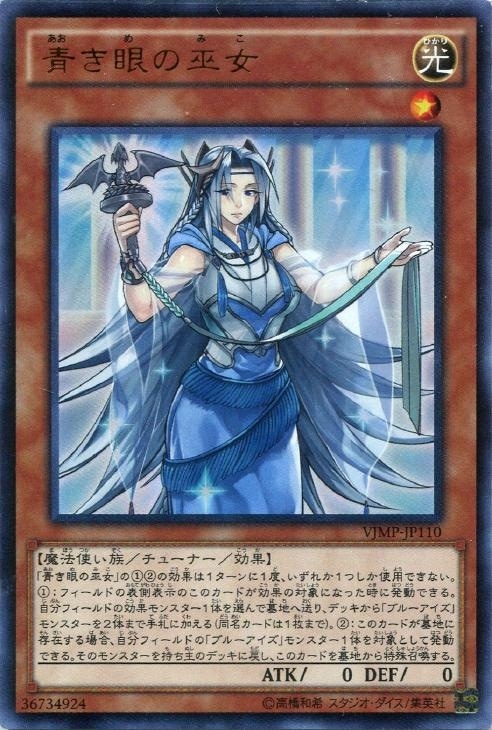 青き眼の巫女
光
VJMP-JP110
【魔法使い族／チューナー／効果】
「青き眼の巫女」の①②の効果は1ターンに1度、いずれか1つしか使用できない。
①：フィールドの表側表示のこのカードが効果の対象になった時に発動できる。
自分フィールドの効果モンスター1体を選んで墓地へ送り、デッキから「ブルーアイズ」
モンスターを2体まで手札に加える(同名カードは1枚まで)。②：このカードが墓地に
存在する場合、自分フィールドの「ブルーアイズ」モンスター1体を対象として発動
できる。そのモンスターを持ち主のデッキに戻し、このカードを墓地から特殊召喚する。
ATK/ 0 DEF/ 0
36734924
©高橋和希 スタジオ・ダイス/集英社